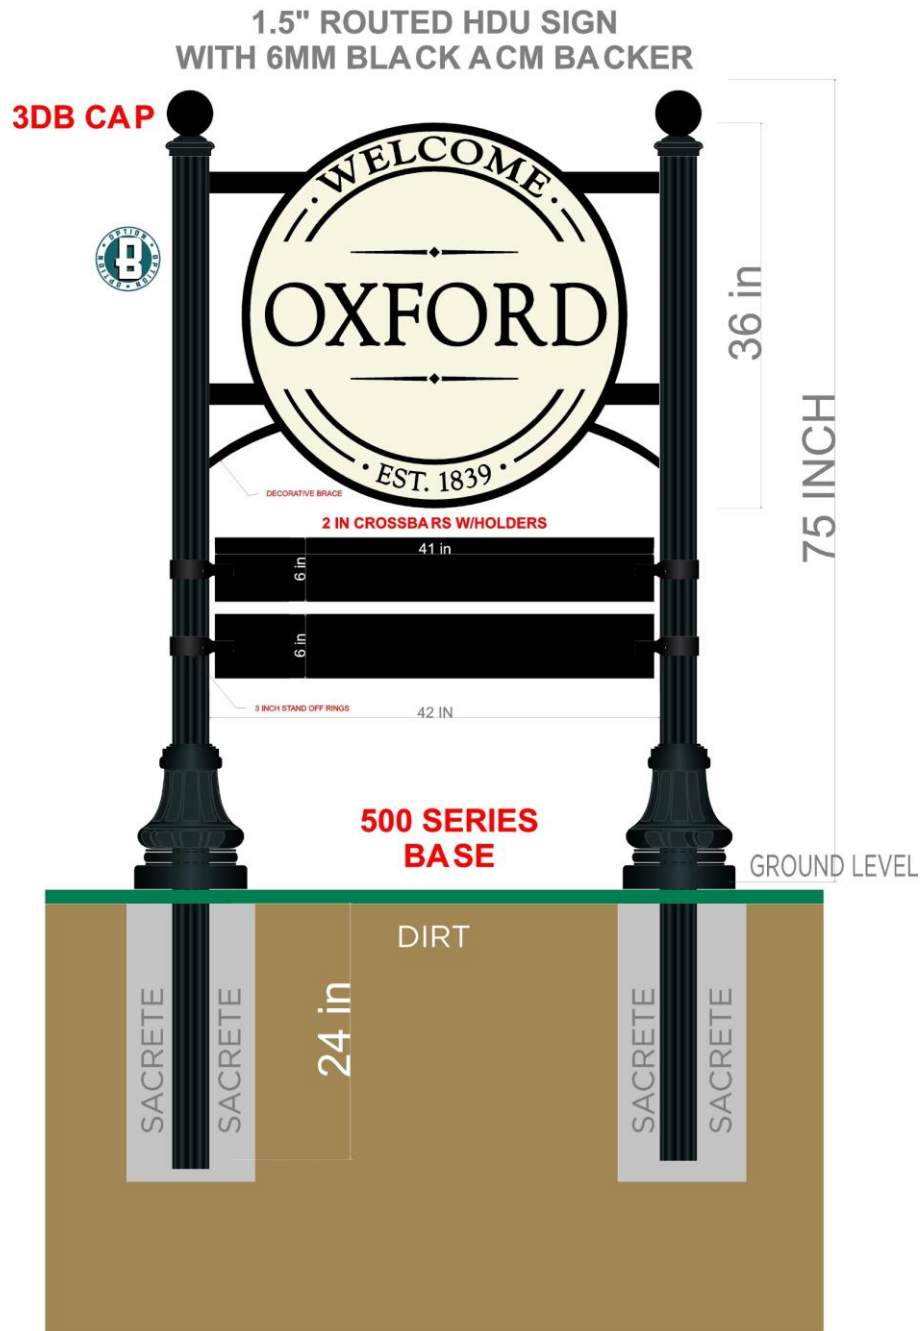 1.5" ROUTED HDU SIGN
WITH 6MM BLACK ACM BACKER
3DB CAP
· WELCOME ·
OPTION · OPTION · OPTION · OPTION
B
OXFORD
36 in
75 INCH
· EST. 1839 ·
DECORATIVE BRACE
2 IN CROSSBARS W/HOLDERS
41 in
6 in
6 in
3 INCH STAND OFF RINGS
42 IN
500 SERIES
BASE
GROUND LEVEL
DIRT
24 in
SACRETE
SACRETE
SACRETE
SACRETE